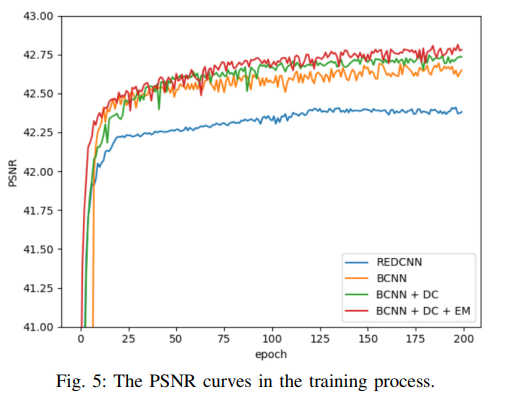 43.00
42.75
42.50
42.25
42.00
41.75
41.50
41.25
41.00
PSNR
0 25 50 75 100 125 150 175 200
epoch
REDCNN
BCNN
BCNN + DC
BCNN + DC + EM
Fig. 5: The PSNR curves in the training process.